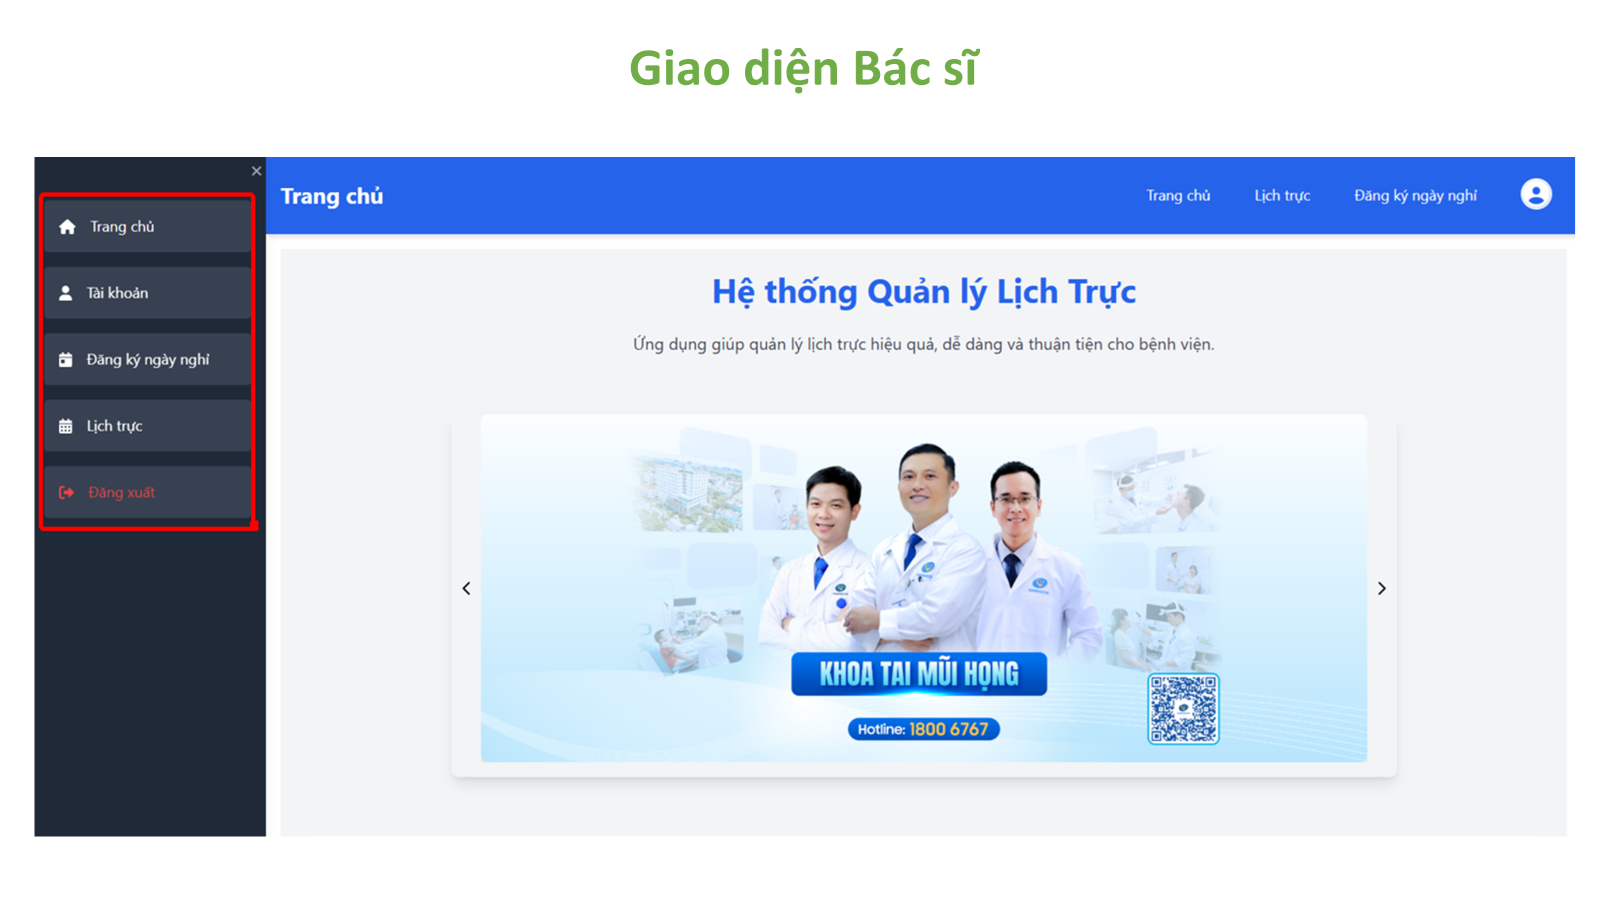 Giao diện Bác sĩ
Trang chủ
Tài khoản
Đăng ký ngày nghỉ
Lịch trực
Đăng xuất
Trang chủ
Trang chủ
Lịch trực
Đăng ký ngày nghỉ
Hệ thống Quản lý Lịch Trực
Ứng dụng giúp quản lý lịch trực hiệu quả, dễ dàng và thuận tiện cho bệnh viện.
KHOA TAI MŨI HỌNG
Hotline: 1800 6767